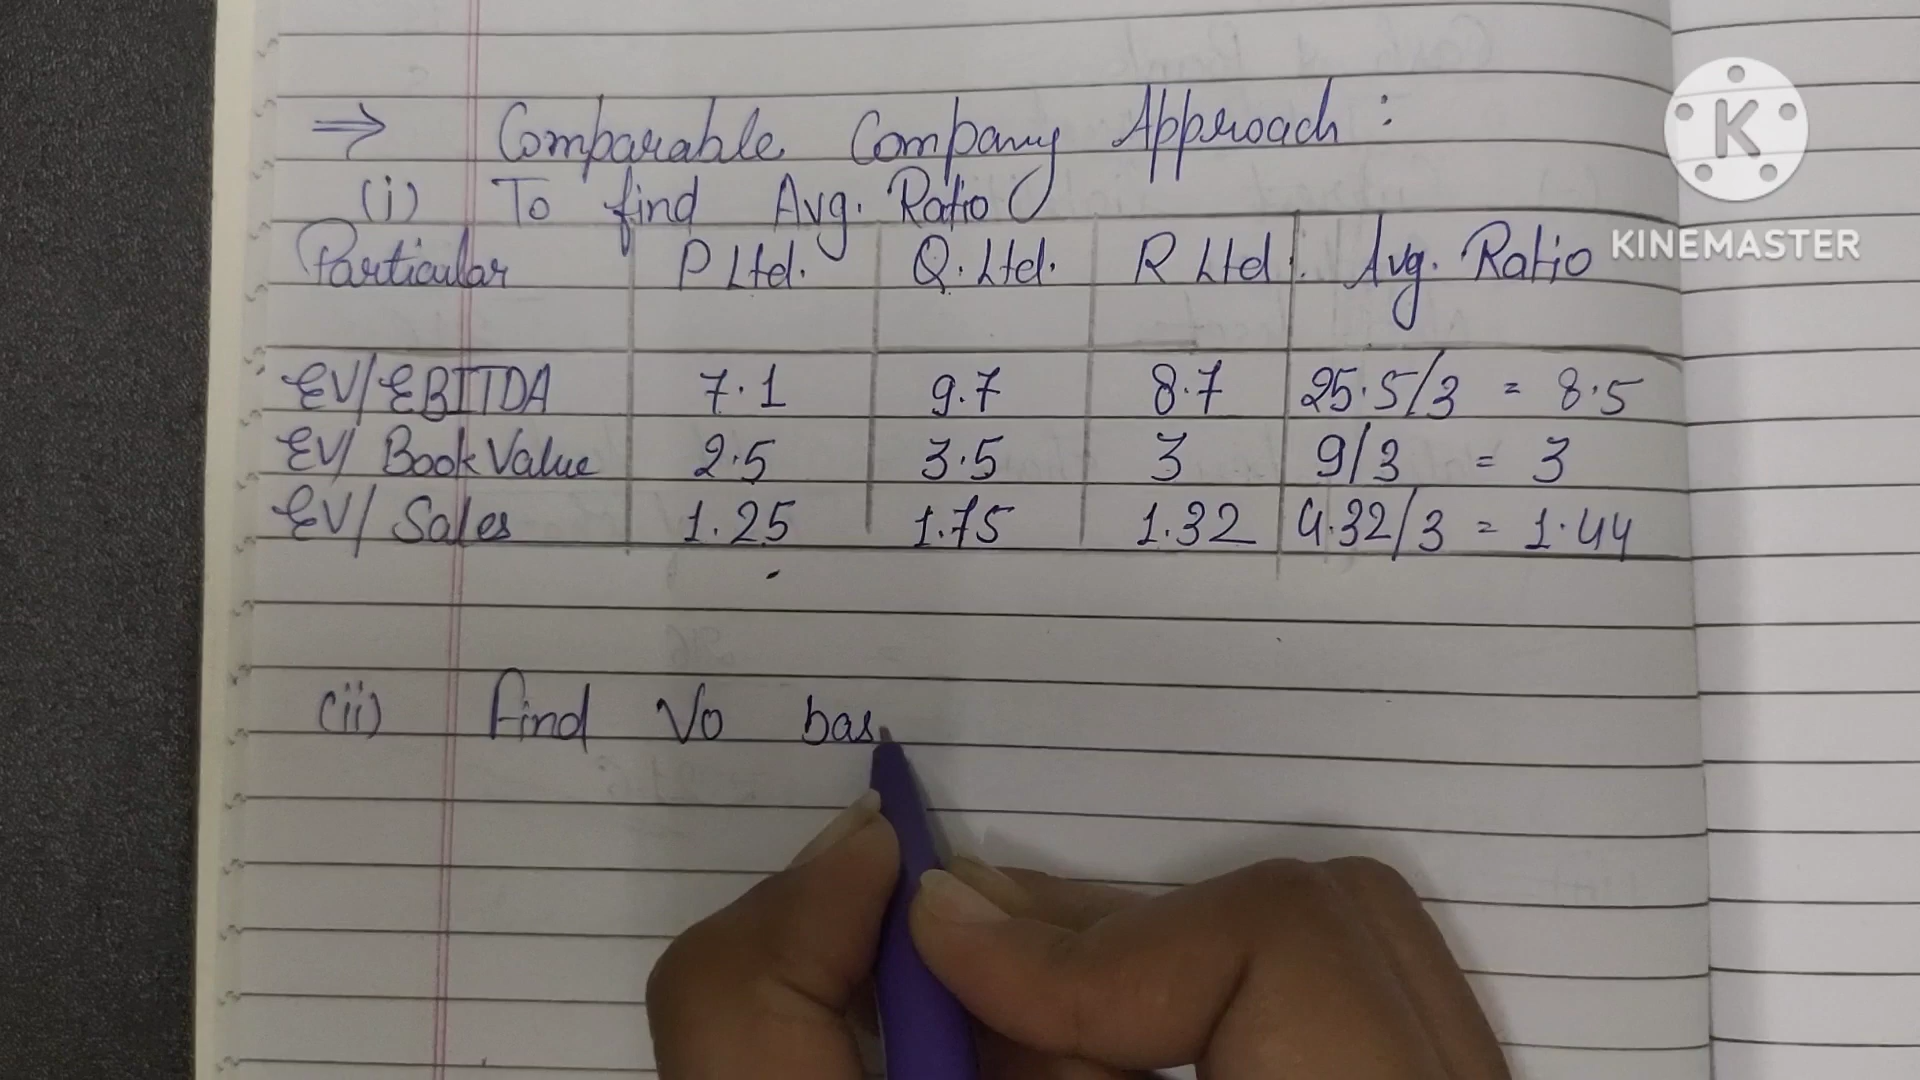 ⇒ Comparable Company Approach :
(i) To find Avg. Ratio
Particular P Ltd. Q. Ltd. R Ltd. Avg. Ratio
EV/EBITDA 7.1 9.7 8.7 25.5/3 = 8.5
EV/ Book Value 2.5 3.5 3 9/3 = 3
EV/ Sales 1.25 1.75 1.32 4.32/3 = 1.44
(ii) Find Vo bas
K
KINEMASTER